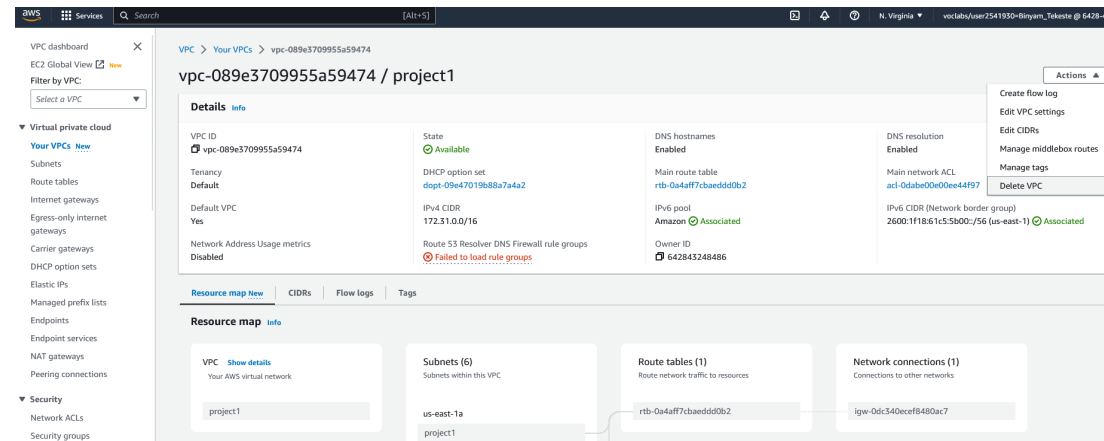 aws
Services
Search
[Alt+S]
N. Virginia
voclabs/user2541930=Binyam_Tekeste @ 6428-
VPC dashboard
EC2 Global View New
Filter by VPC:
Select a VPC
Virtual private cloud
Your VPCs New
Subnets
Route tables
Internet gateways
Egress-only internet
gateways
Carrier gateways
DHCP option sets
Elastic IPs
Managed prefix lists
Endpoints
Endpoint services
NAT gateways
Peering connections
Security
Network ACLs
Security groups
VPC > Your VPCs > vpc-089e3709955a59474
vpc-089e3709955a59474 / project1
Actions
Create flow log
Edit VPC settings
Edit CIDRs
Manage middlebox routes
Manage tags
Delete VPC
Details Info
VPC ID
vpc-089e3709955a59474
State
Available
DNS hostnames
Enabled
DNS resolution
Enabled
Tenancy
Default
DHCP option set
dopt-09e47019b88a7a4a2
Main route table
rtb-0a4aff7cbaeddd0b2
Main network ACL
acl-0dabe00e00ee44f97
Default VPC
Yes
IPv4 CIDR
172.31.0.0/16
IPv6 pool
Amazon Associated
IPv6 CIDR (Network border group)
2600:1f18:61c5:5b00::/56 (us-east-1) Associated
Network Address Usage metrics
Disabled
Route 53 Resolver DNS Firewall rule groups
Failed to load rule groups
Owner ID
642843248486
Resource map New
CIDRs
Flow logs
Tags
Resource map Info
VPC Show details
Your AWS virtual network
project1
Subnets (6)
Subnets within this VPC
us-east-1a
project1
Route tables (1)
Route network traffic to resources
rtb-0a4aff7cbaeddd0b2
Network connections (1)
Connections to other networks
igw-0dc340ecef8480ac7